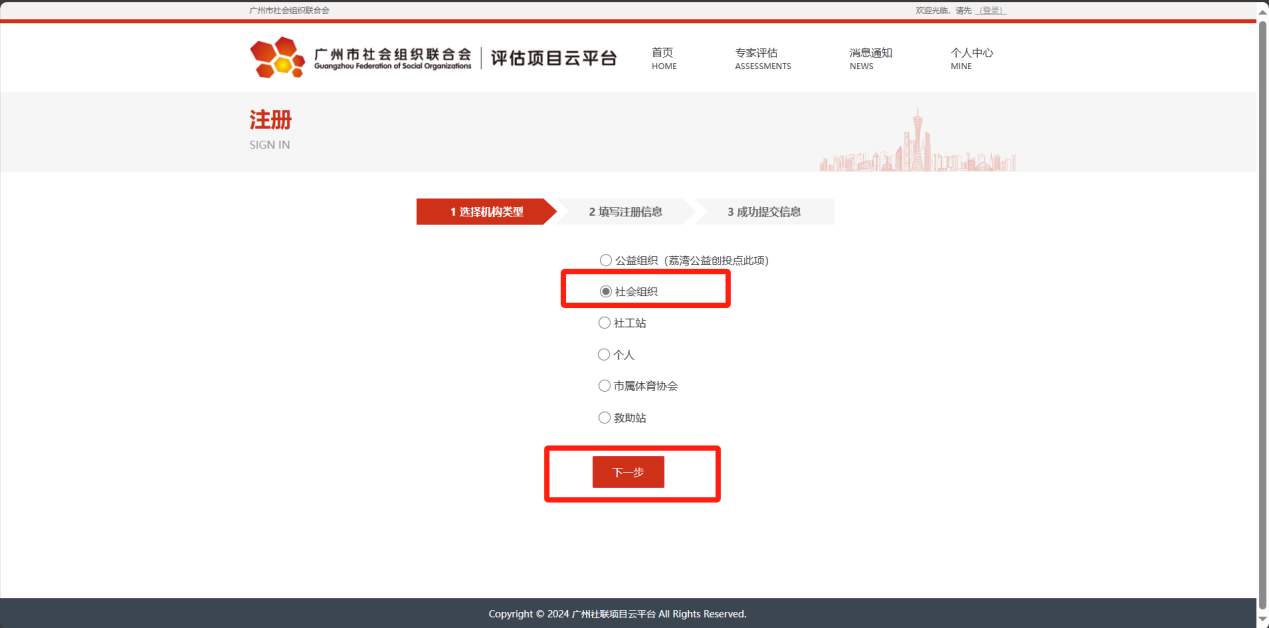 广州市社会组织联合会
欢迎光临，请先 （登录）
广州市社会组织联合会 评估项目云平台
Guangzhou Federation of Social Organizations
首页 专家评估 消息通知 个人中心
HOME ASSESSMENTS NEWS MINE
注册
SIGN IN
1 选择机构类型 2 填写注册信息 3 成功提交信息
公益组织（荔湾公益创投点此项）
社会组织
社工站
个人
市属体育协会
救助站
下一步
Copyright © 2024 广州社联项目云平台 All Rights Reserved.